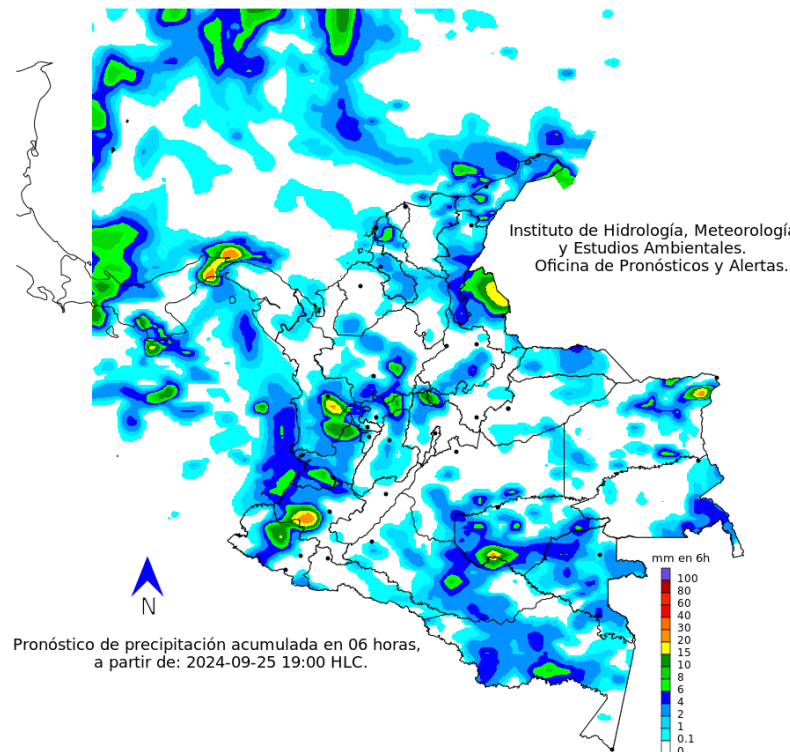 Instituto de Hidrología, Meteorología
y Estudios Ambientales.
Oficina de Pronósticos y Alertas.
mm en 6h
100
80
60
40
30
20
15
10
8
6
4
2
1
0.1
0
N
Pronóstico de precipitación acumulada en 06 horas,
a partir de: 2024-09-25 19:00 HLC.